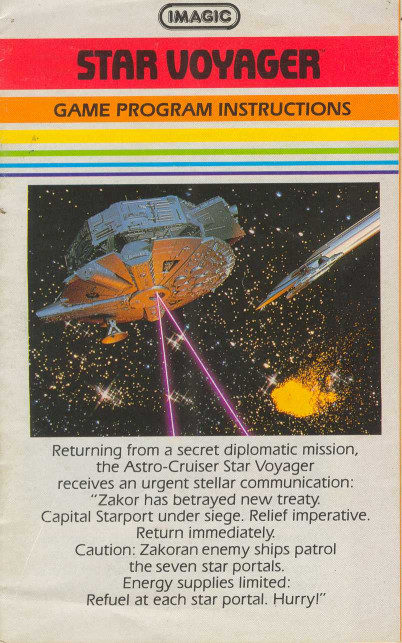 IMAGIC
STAR VOYAGER™
GAME PROGRAM INSTRUCTIONS
Returning from a secret diplomatic mission,
the Astro-Cruiser Star Voyager
receives an urgent stellar communication:
"Zakor has betrayed new treaty.
Capital Starport under siege. Relief imperative.
Return immediately.
Caution: Zakoran enemy ships patrol
the seven star portals.
Energy supplies limited:
Refuel at each star portal. Hurry!"